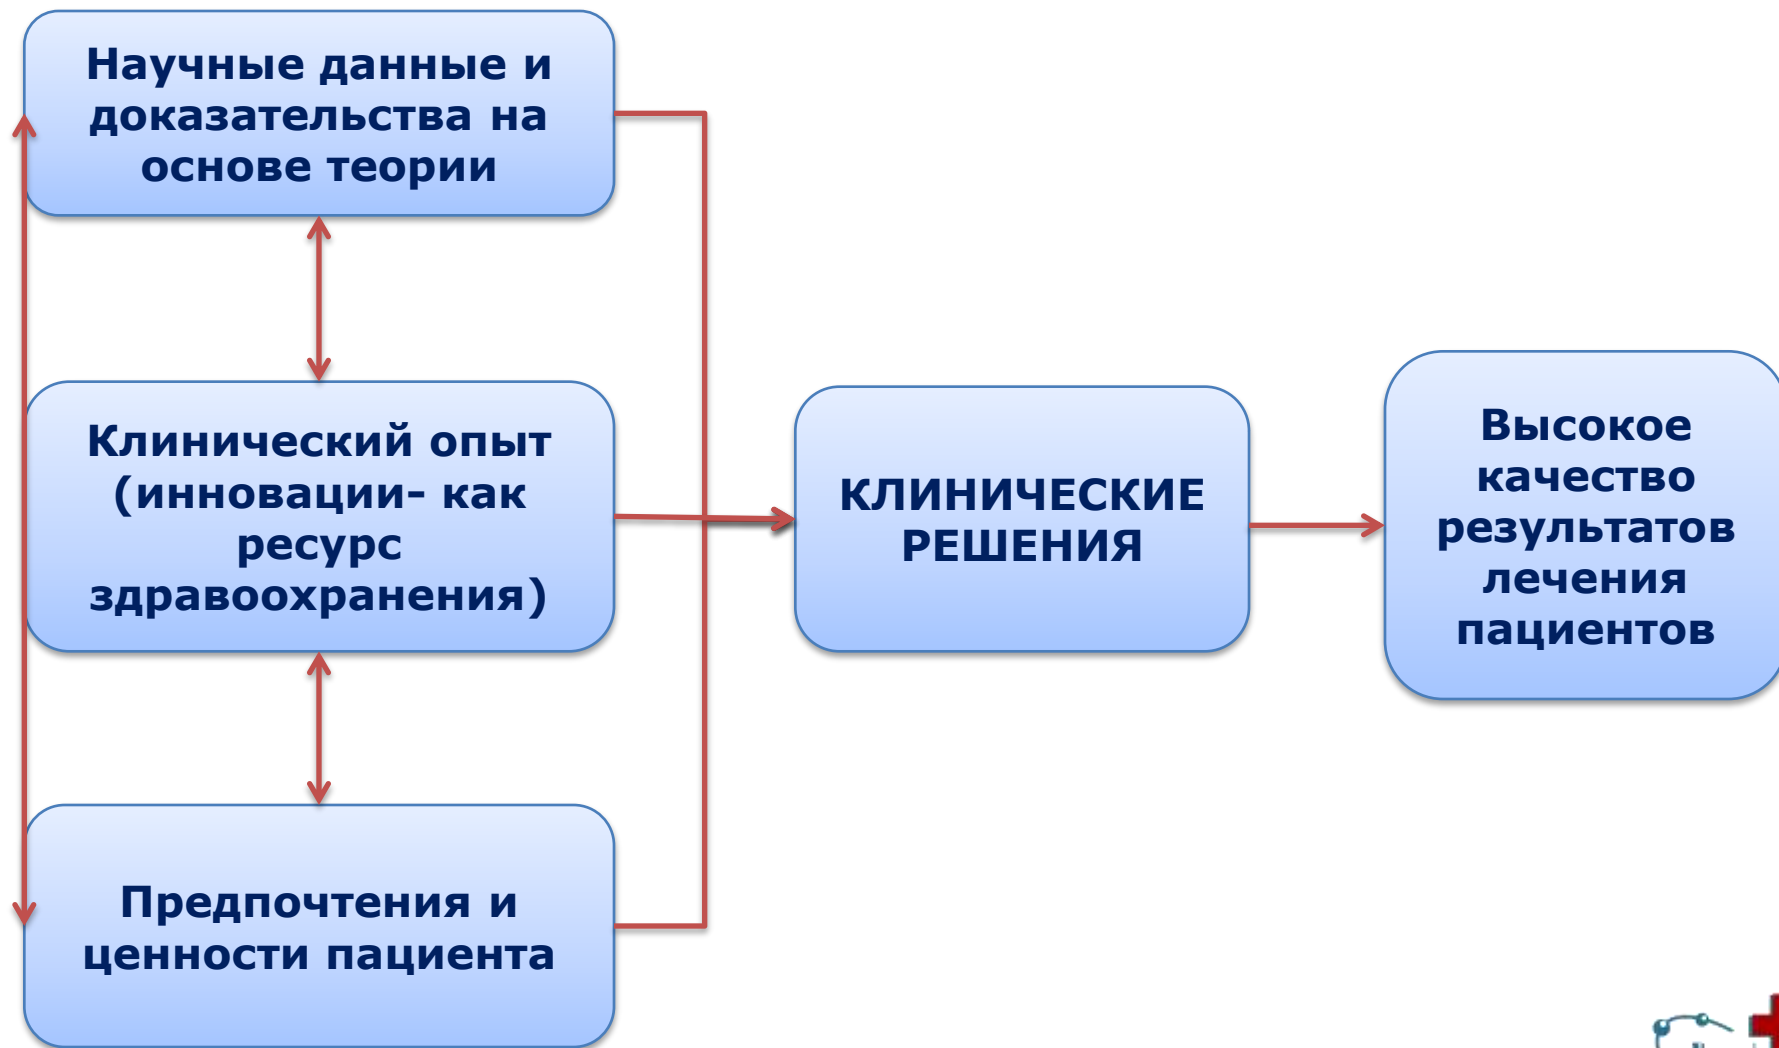 Научные данные и
доказательства на
основе теории
Клинический опыт
(инновации- как
ресурс
здравоохранения)
Предпочтения и
ценности пациента
КЛИНИЧЕСКИЕ
РЕШЕНИЯ
Высокое
качество
результатов
лечения
пациентов